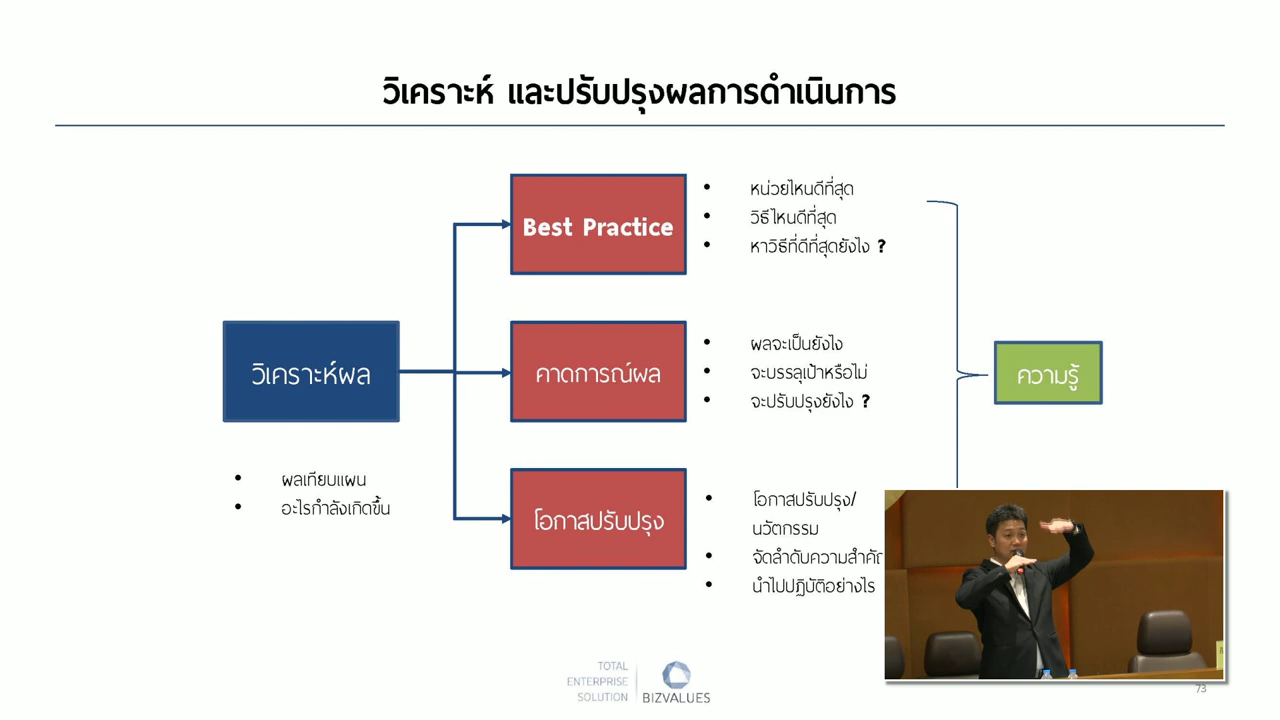 วิเคราะห์ และปรับปรุงผลการดำเนินการ
วิเคราะห์ผล
• ผลเทียบแผน
• อะไรกำลังเกิดขึ้น
Best Practice
• หน่วยไหนดีที่สุด
• วิธีไหนดีที่สุด
• หาวิธีที่ดีที่สุดยังไง ?
คาดการณ์ผล
• ผลจะเป็นยังไง
• จะบรรลุเป้าหรือไม่
• จะปรับปรุงยังไง ?
โอกาสปรับปรุง
• โอกาสปรับปรุง/
นวัตกรรม
• จัดลำดับความสำคัญ
• นำไปปฏิบัติอย่างไร
ความรู้
TOTAL
ENTERPRISE
SOLUTION
BIZVALUES
73